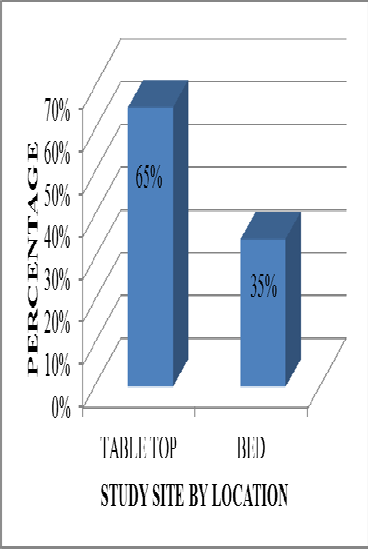 PERCENTAGE
70%
60%
50%
40%
30%
20%
10%
0%
65%
35%
TABLE TOP
BED
STUDY SITE BY LOCATION